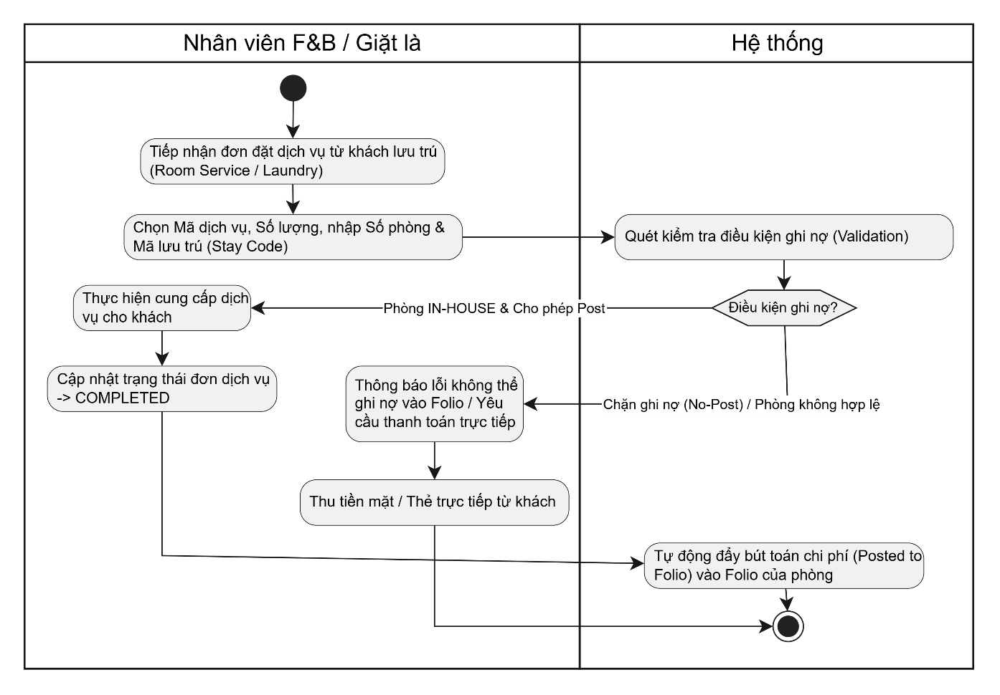 Nhân viên F&B / Giặt là
Hệ thống
Tiếp nhận đơn đặt dịch vụ từ khách lưu trú
(Room Service / Laundry)
Chọn Mã dịch vụ, Số lượng, nhập Số phòng &
Mã lưu trú (Stay Code)
Quét kiểm tra điều kiện ghi nợ (Validation)
Điều kiện ghi nợ?
Phòng IN-HOUSE & Cho phép Post
Thực hiện cung cấp dịch
vụ cho khách
Cập nhật trạng thái đơn dịch vụ
-> COMPLETED
Chặn ghi nợ (No-Post) / Phòng không hợp lệ
Thông báo lỗi không thể
ghi nợ vào Folio / Yêu
cầu thanh toán trực tiếp
Thu tiền mặt / Thẻ trực tiếp từ khách
Tự động đẩy bút toán chi phí (Posted to
Folio) vào Folio của phòng